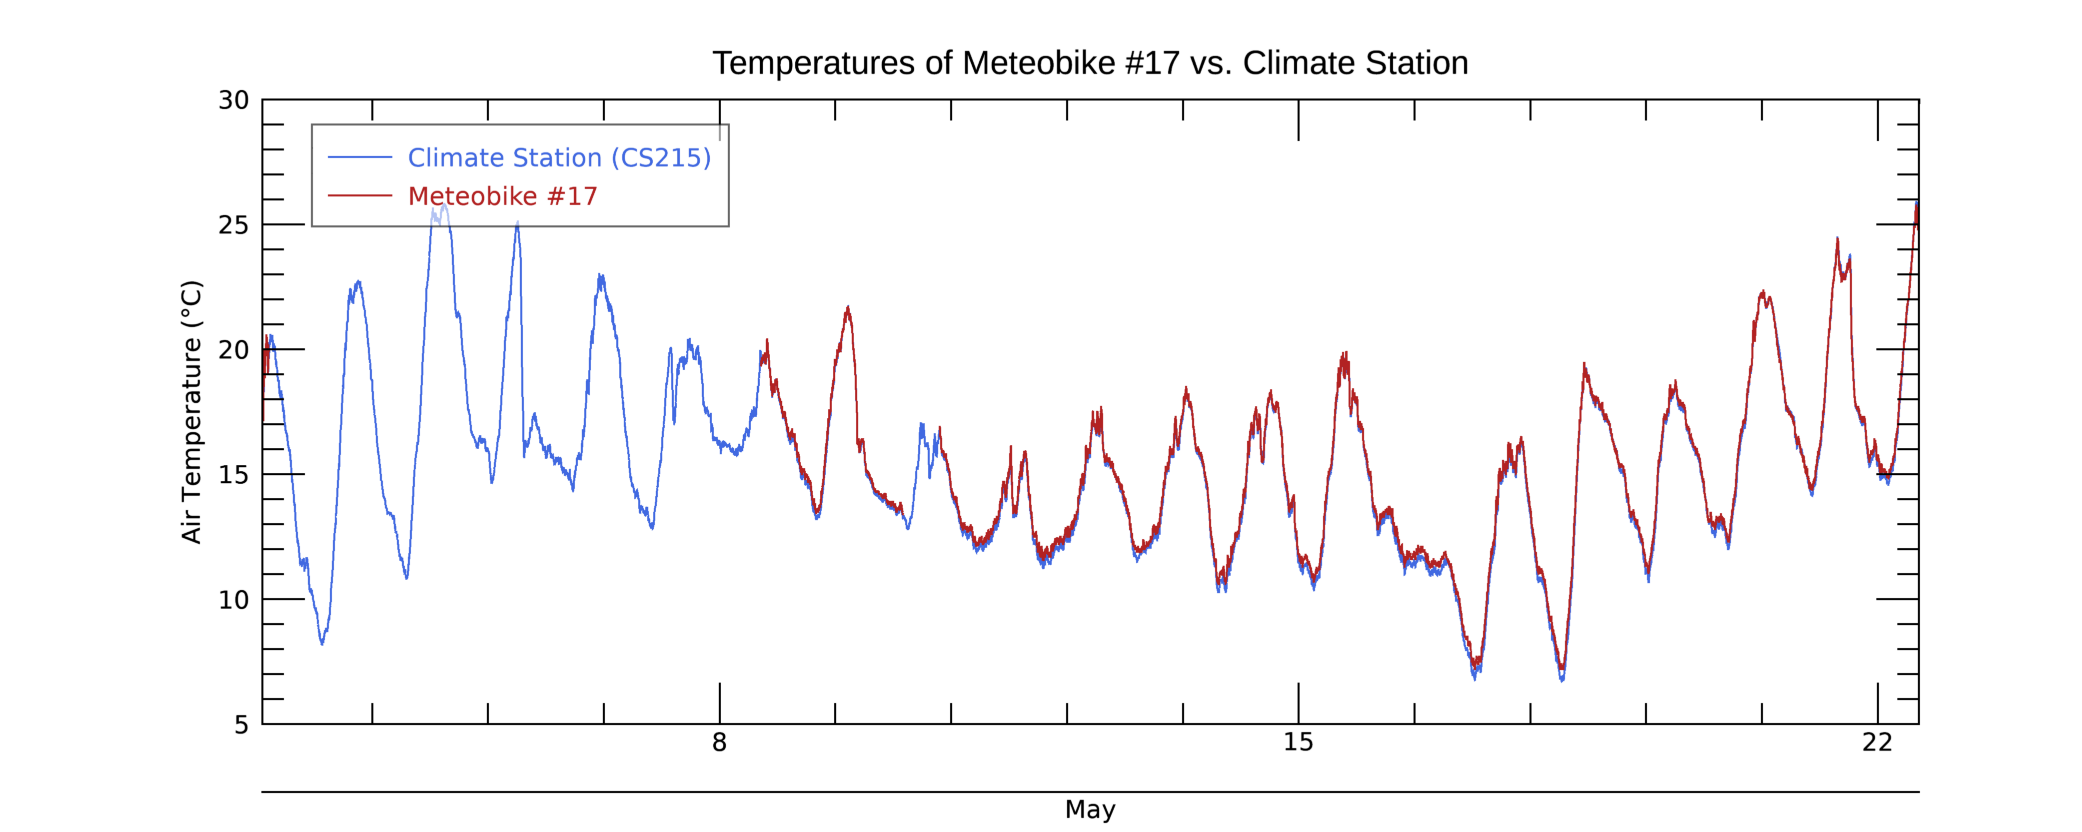 Temperatures of Meteobike #17 vs. Climate Station
30
25
20
15
10
5
Air Temperature (°C)
Climate Station (CS215)
Meteobike #17
8
15
22
May